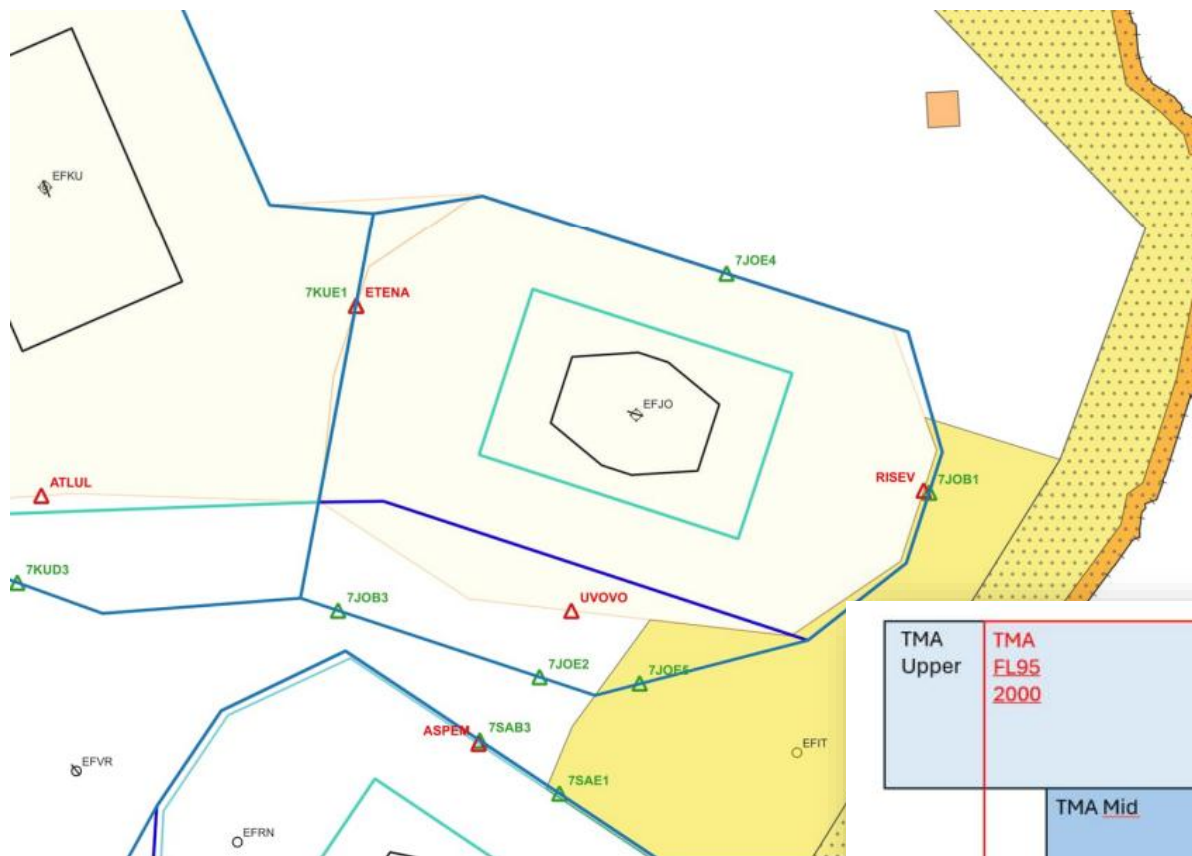 EFKU
7JOE4
7KUE1 ETENA
EFJO
ATLUL
RISEV 7JOB1
7KUD3
7JOB3
UVOVO
7JOE2
7JOE5
ASPEM 7SAB3
EFIT
EFVR
7SAE1
EFRN
TMA
Upper
TMA
FL95
2000
TMA Mid